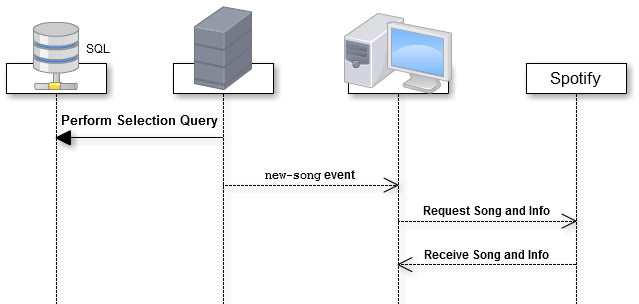 SQL
Spotify
Perform Selection Query
new-song event
Request Song and Info
Receive Song and Info